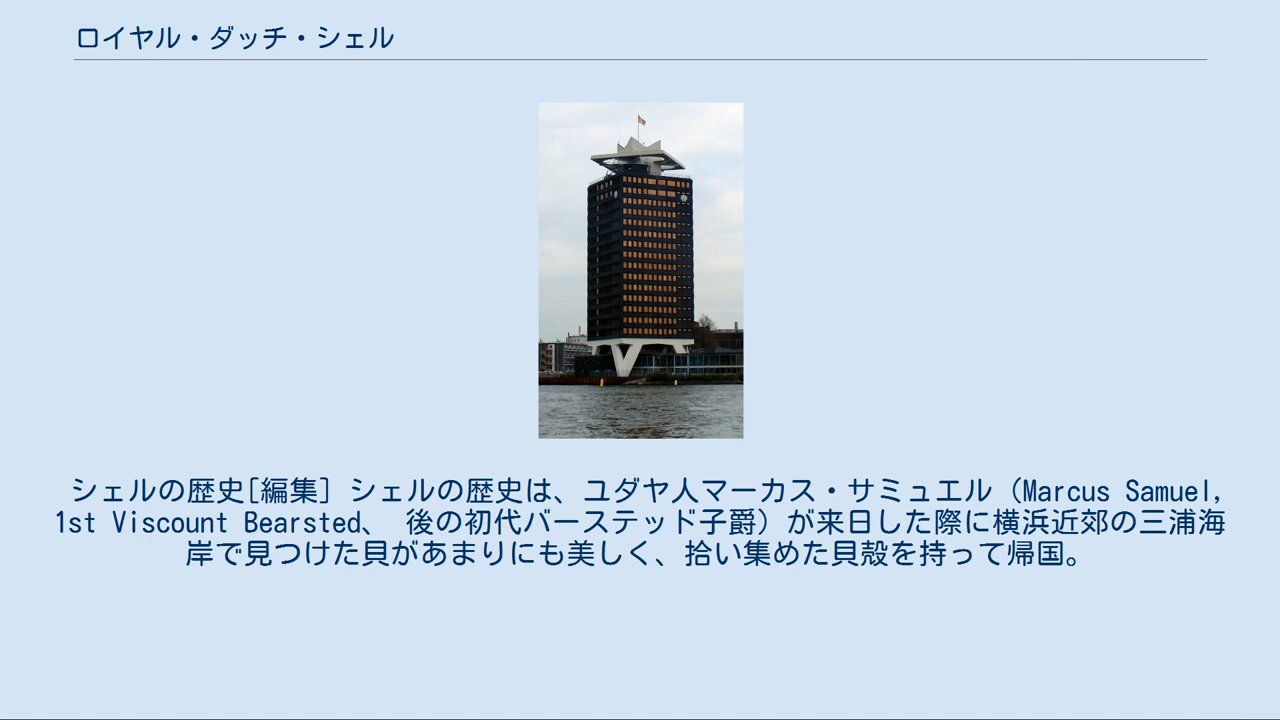 ロイヤル・ダッチ・シェル
シェルの歴史[編集] シェルの歴史は、ユダヤ人マーカス・サミュエル（Marcus Samuel,
1st Viscount Bearsted、 後の初代バーステッド子爵）が来日した際に横浜近郊の三浦海
岸で見つけた貝があまりにも美しく、拾い集めた貝殻を持って帰国。